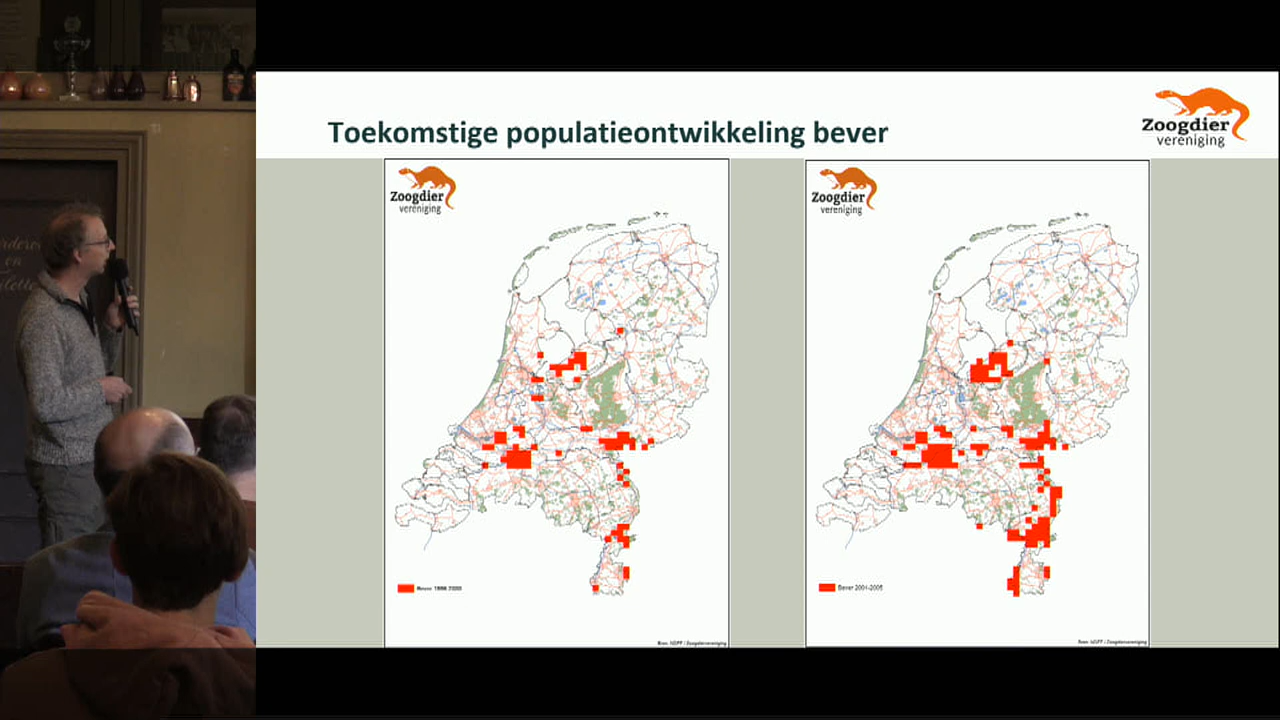 Toekomstige populatieontwikkeling bever
Zoogdier
vereniging
Zoogdier
vereniging
Zoogdier
vereniging
Bever 2001-2005